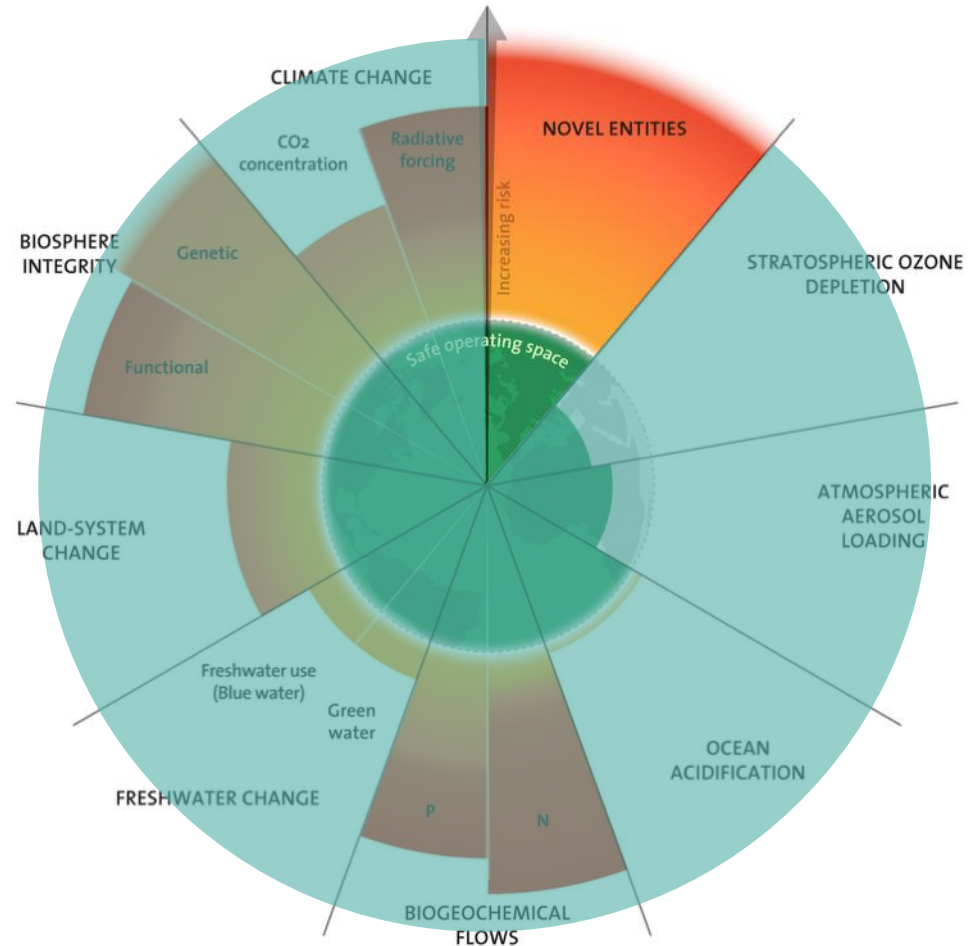 CLIMATE CHANGE
NOVEL ENTITIES
CO2
concentration
Radiative
forcing
Increasing risk
BIOSPHERE
INTEGRITY
Genetic
STRATOSPHERIC OZONE
DEPLETION
Safe operating space
Functional
LAND-SYSTEM
CHANGE
ATMOSPHERIC
AEROSOL
LOADING
Freshwater use
(Blue water)
Green
water
OCEAN
ACIDIFICATION
FRESHWATER CHANGE
P
N
BIOGEOCHEMICAL
FLOWS